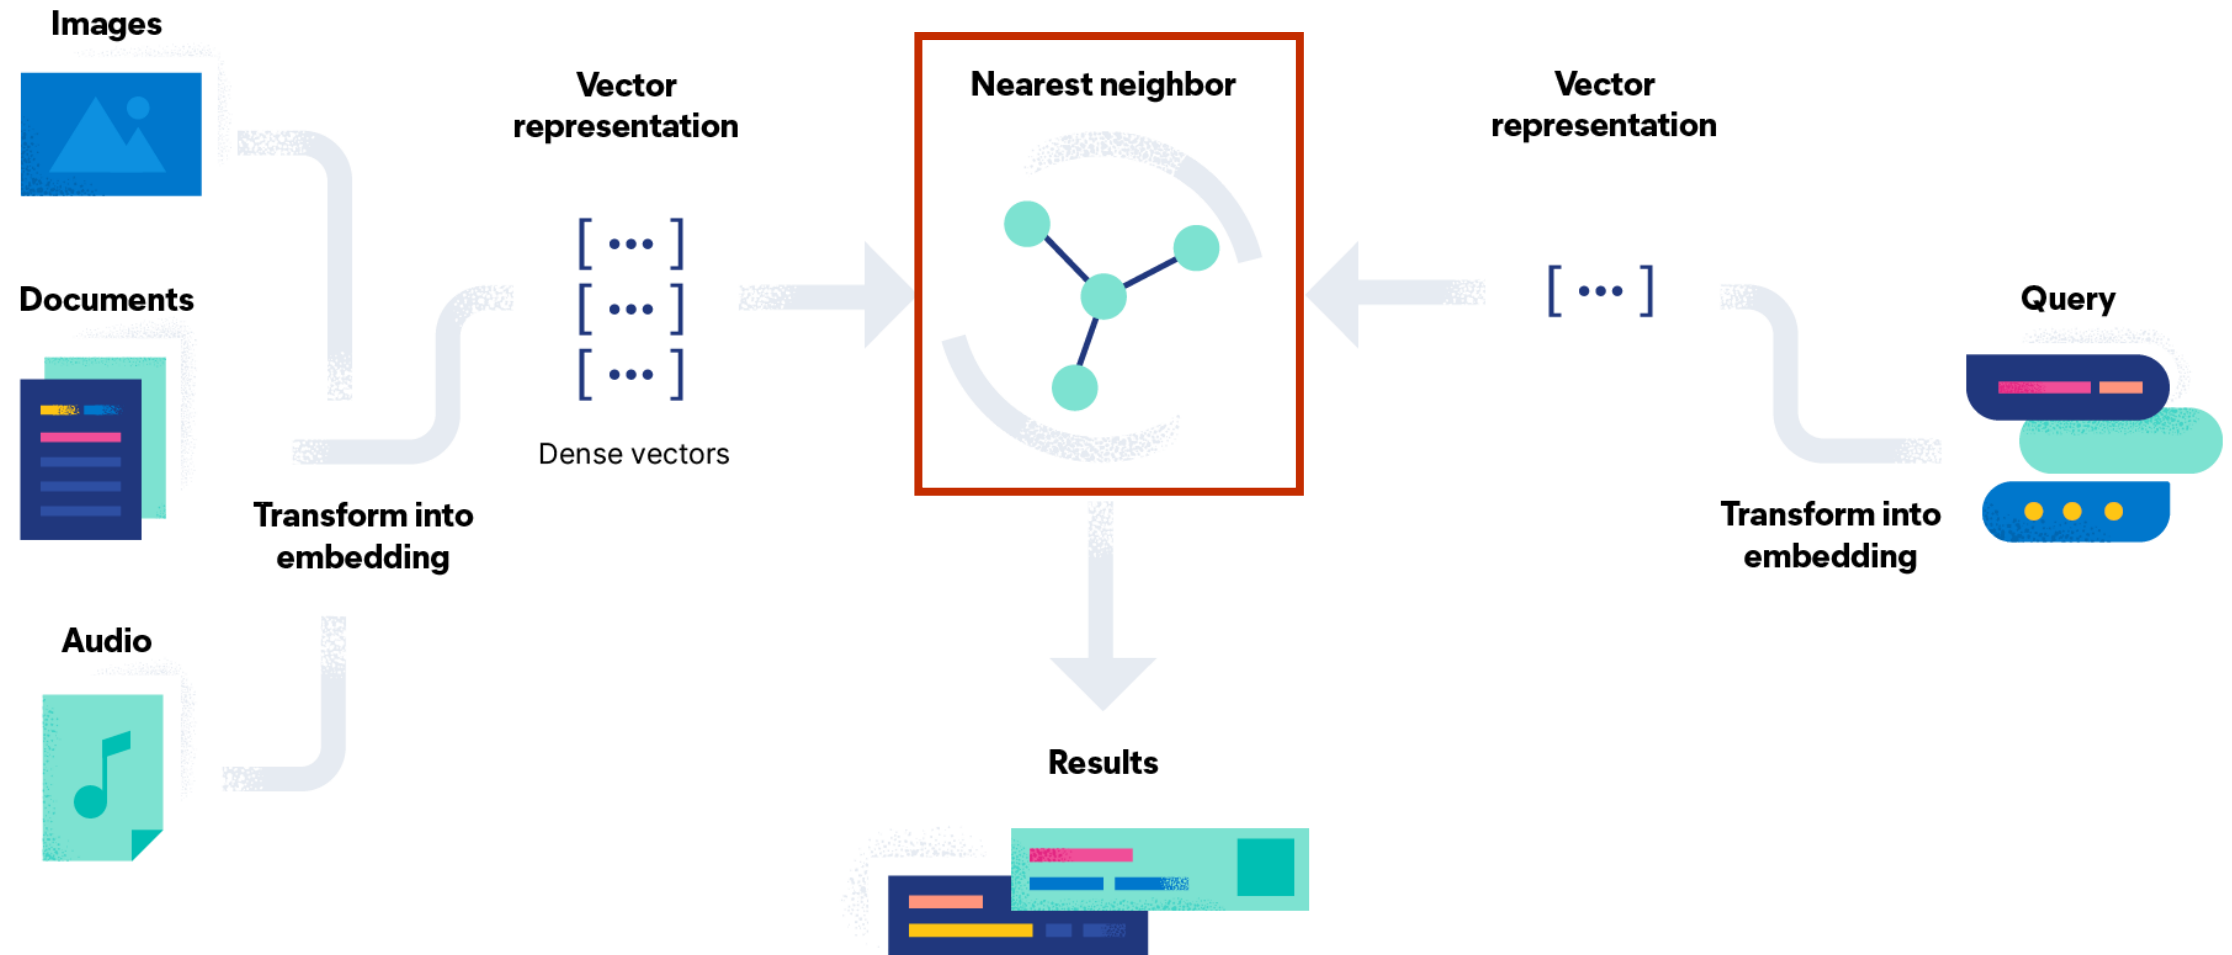 Images
Documents
Audio
Transform into
embedding
Vector
representation
Dense vectors
Nearest neighbor
Results
Vector
representation
Transform into
embedding
Query